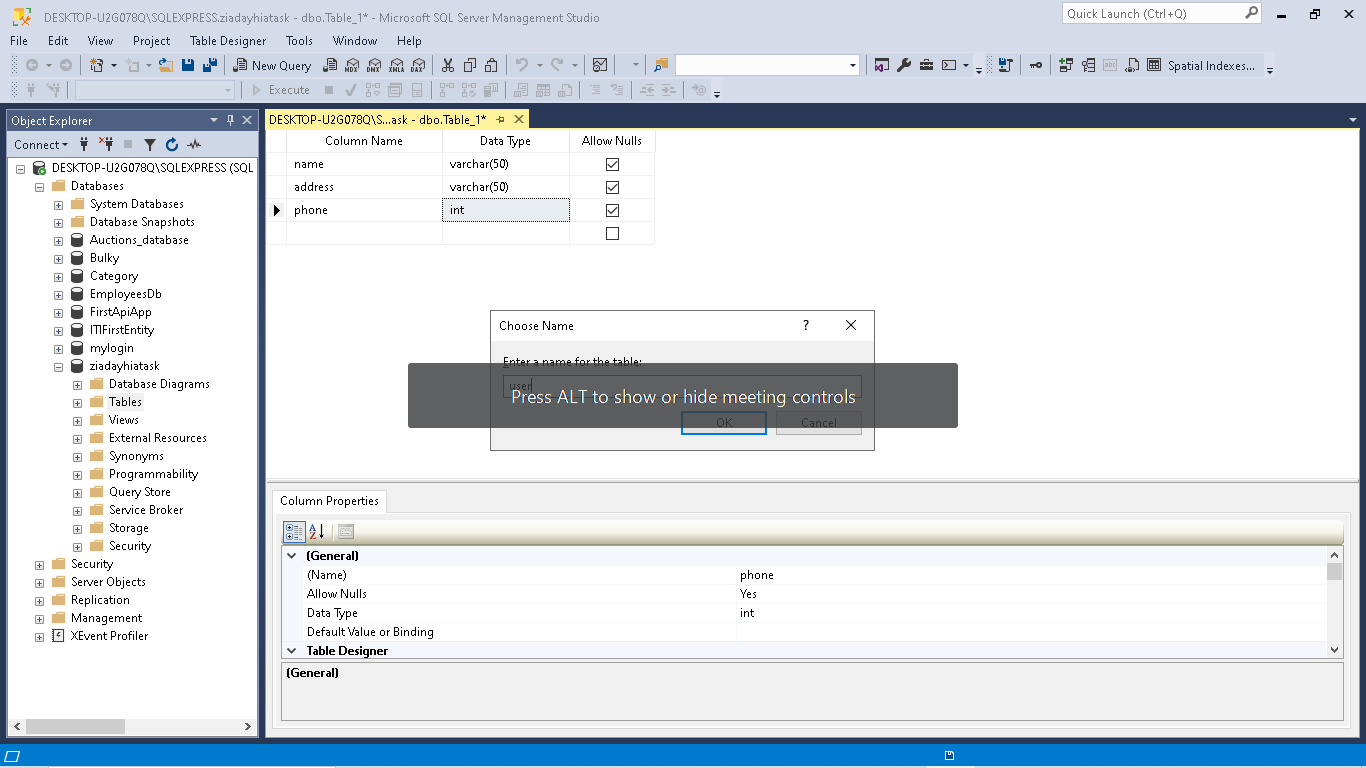 DESKTOP-U2G078Q\SQLEXPRESS.ziadayhiatask - dbo.Table_1* - Microsoft SQL Server Management Studio
Quick Launch (Ctrl+Q)
File Edit View Project Table Designer Tools Window Help
New Query
MDX DMX XMLA DAX
Spatial Indexes...
Execute
Object Explorer
Connect
DESKTOP-U2G078Q\SQLEXPRESS (SQL
Databases
System Databases
Database Snapshots
Auctions_database
Bulky
Category
EmployeesDb
FirstApiApp
ITIFirstEntity
mylogin
ziadayhiatask
Database Diagrams
Tables
Views
External Resources
Synonyms
Programmability
Query Store
Service Broker
Storage
Security
Security
Server Objects
Replication
Management
XEvent Profiler
DESKTOP-U2G078Q\S...ask - dbo.Table_1*
Column Name Data Type Allow Nulls
name varchar(50)
address varchar(50)
phone int
Choose Name ?
Enter a name for the table:
user
Press ALT to show or hide meeting controls
OK Cancel
Column Properties
(General)
(Name) phone
Allow Nulls Yes
Data Type int
Default Value or Binding
Table Designer
(General)